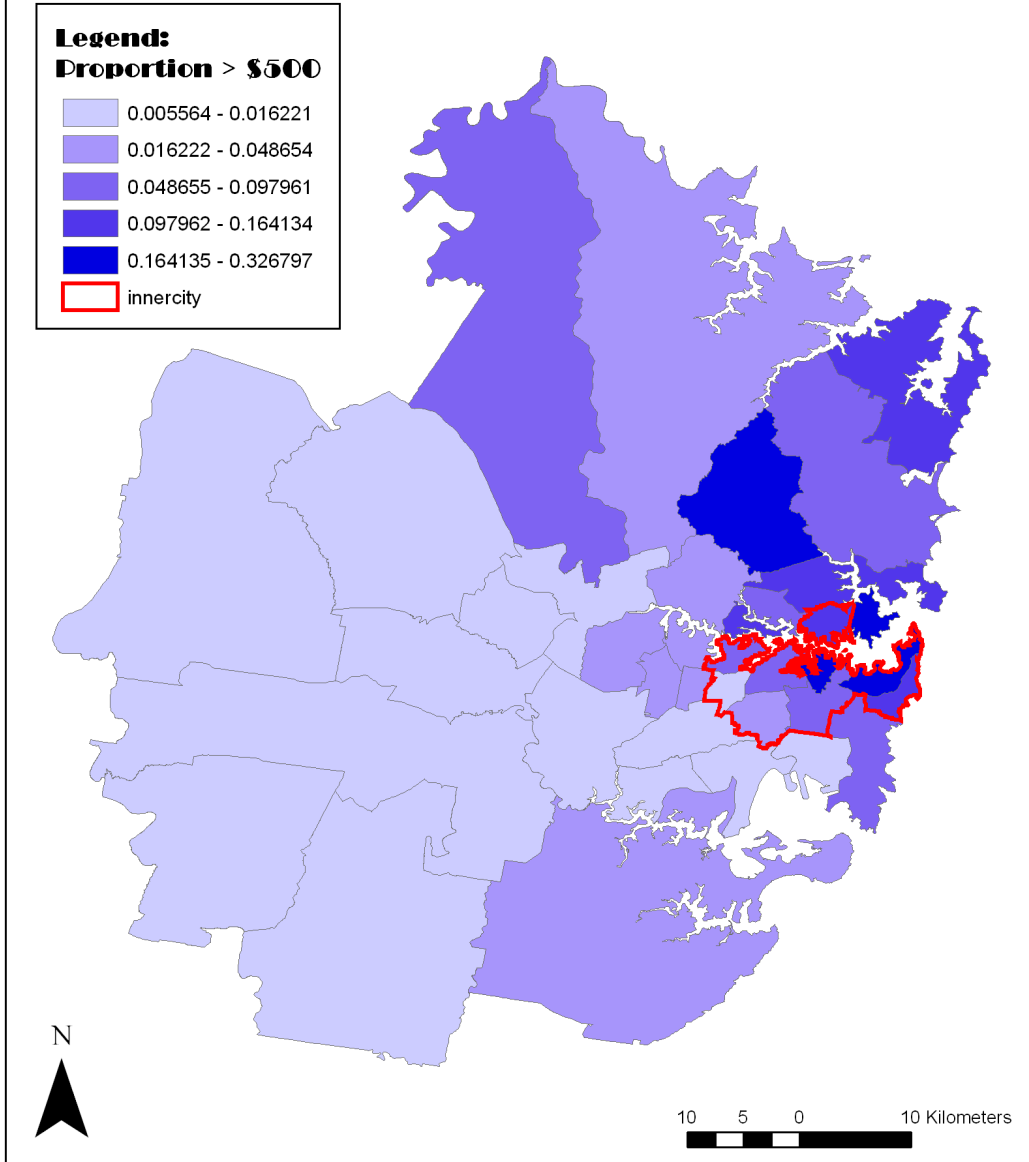 Legend:
Proportion > $500
0.005564 - 0.016221
0.016222 - 0.048654
0.048655 - 0.097961
0.097962 - 0.164134
0.164135 - 0.326797
innercity
N
10 5 0 10 Kilometers